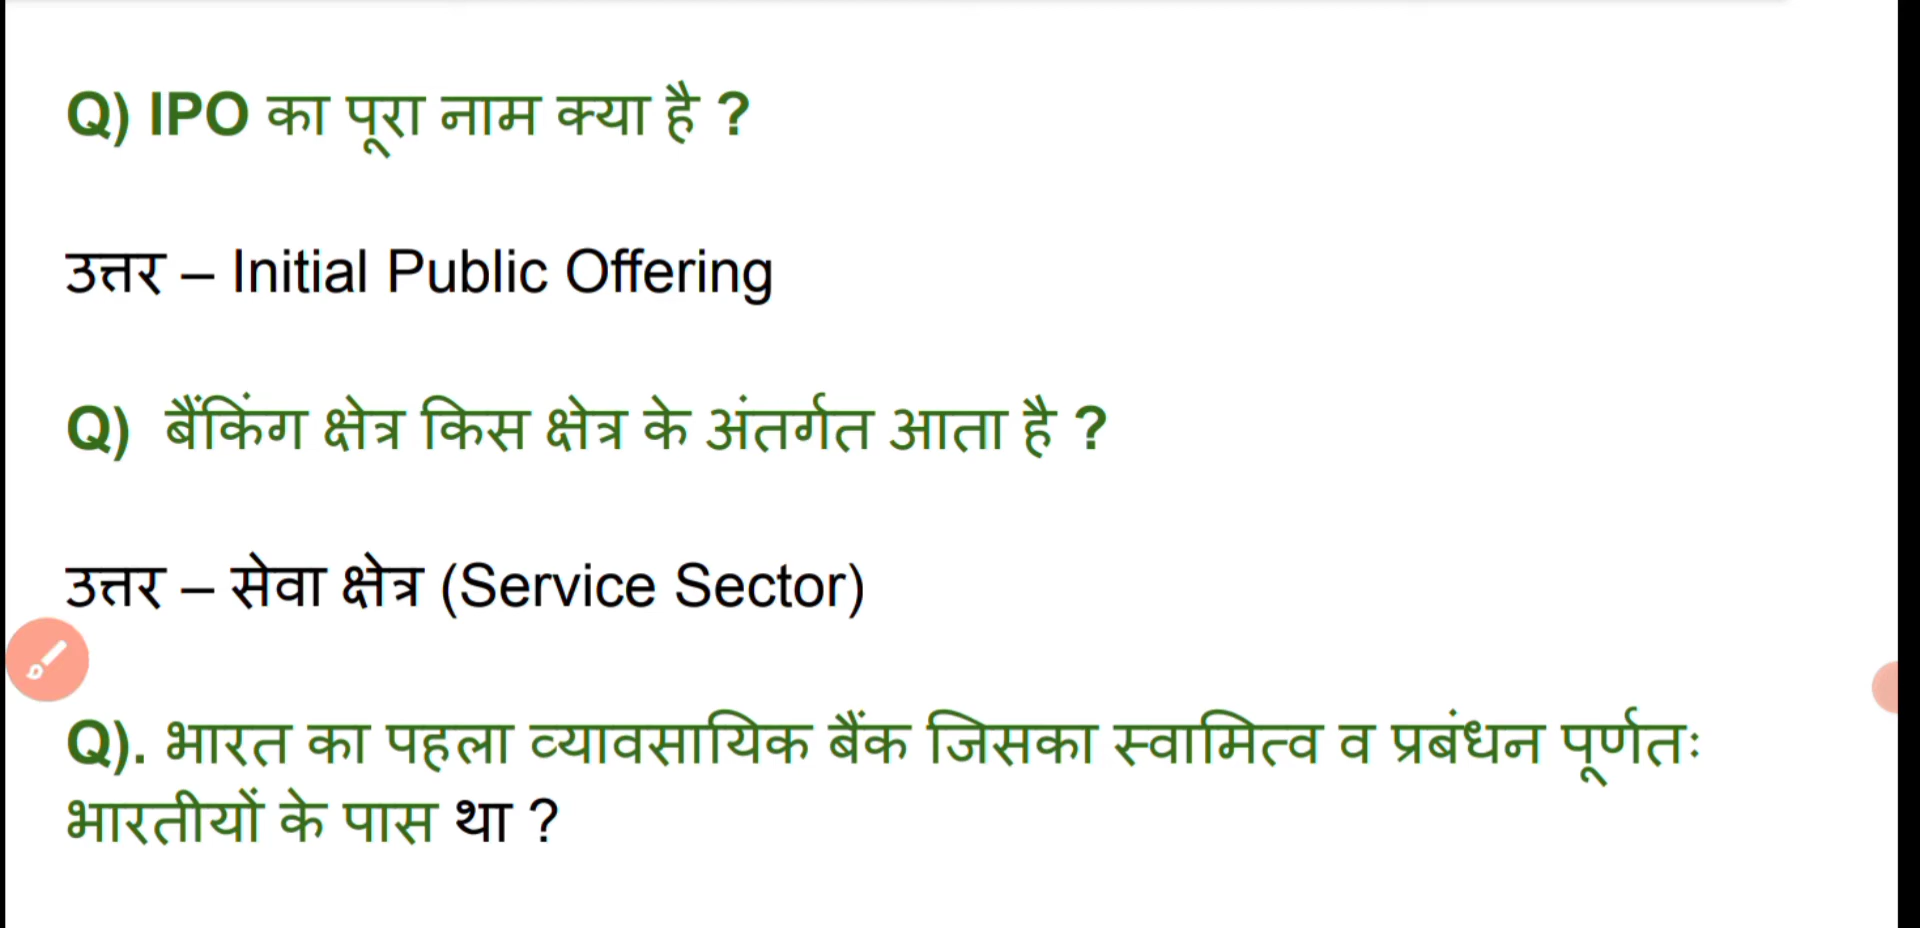 Q) IPO का पूरा नाम क्या है ?
उत्तर – Initial Public Offering
Q) बैंकिंग क्षेत्र किस क्षेत्र के अंतर्गत आता है ?
उत्तर – सेवा क्षेत्र (Service Sector)
Q). भारत का पहला व्यावसायिक बैंक जिसका स्वामित्व व प्रबंधन पूर्णतः
भारतीयों के पास था ?